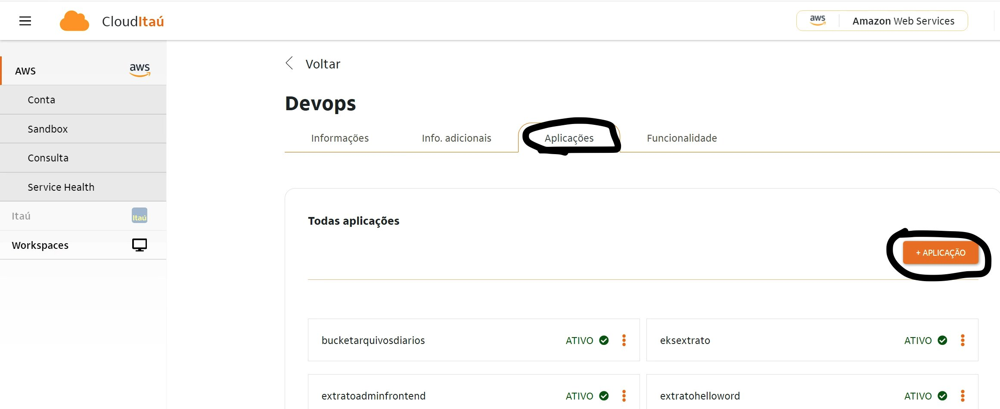 CloudItaú
aws Amazon Web Services
AWS aws
Conta
Sandbox
Consulta
Service Health
Itaú Itaú
Workspaces
Voltar
Devops
Informações Info. adicionais Aplicações Funcionalidade
Todas aplicações
+ APLICAÇÃO
bucketarquivosdiarios ATIVO
eksextrato ATIVO
extratoadminfrontend ATIVO
extratohelloword ATIVO